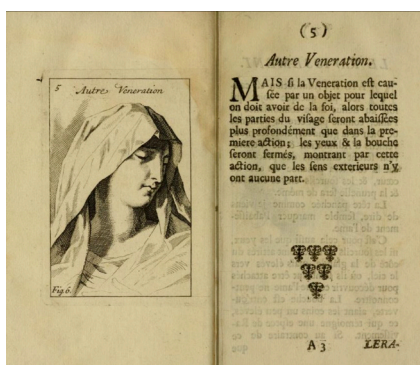 5 Autre Veneration
Fig. 6.
( 5 )
Autre Veneration.
MAIS si la Veneration est cau-
sée par un objet pour lequel
on doit avoir de la foi, alors toutes
les parties du visage seront abaissées
plus profondément que dans la pre-
miere action; les yeux & la bouche
seront fermés, montrant par cette
action, que les sens exterieurs n'y
ont aucune part.
A 3 LERA-